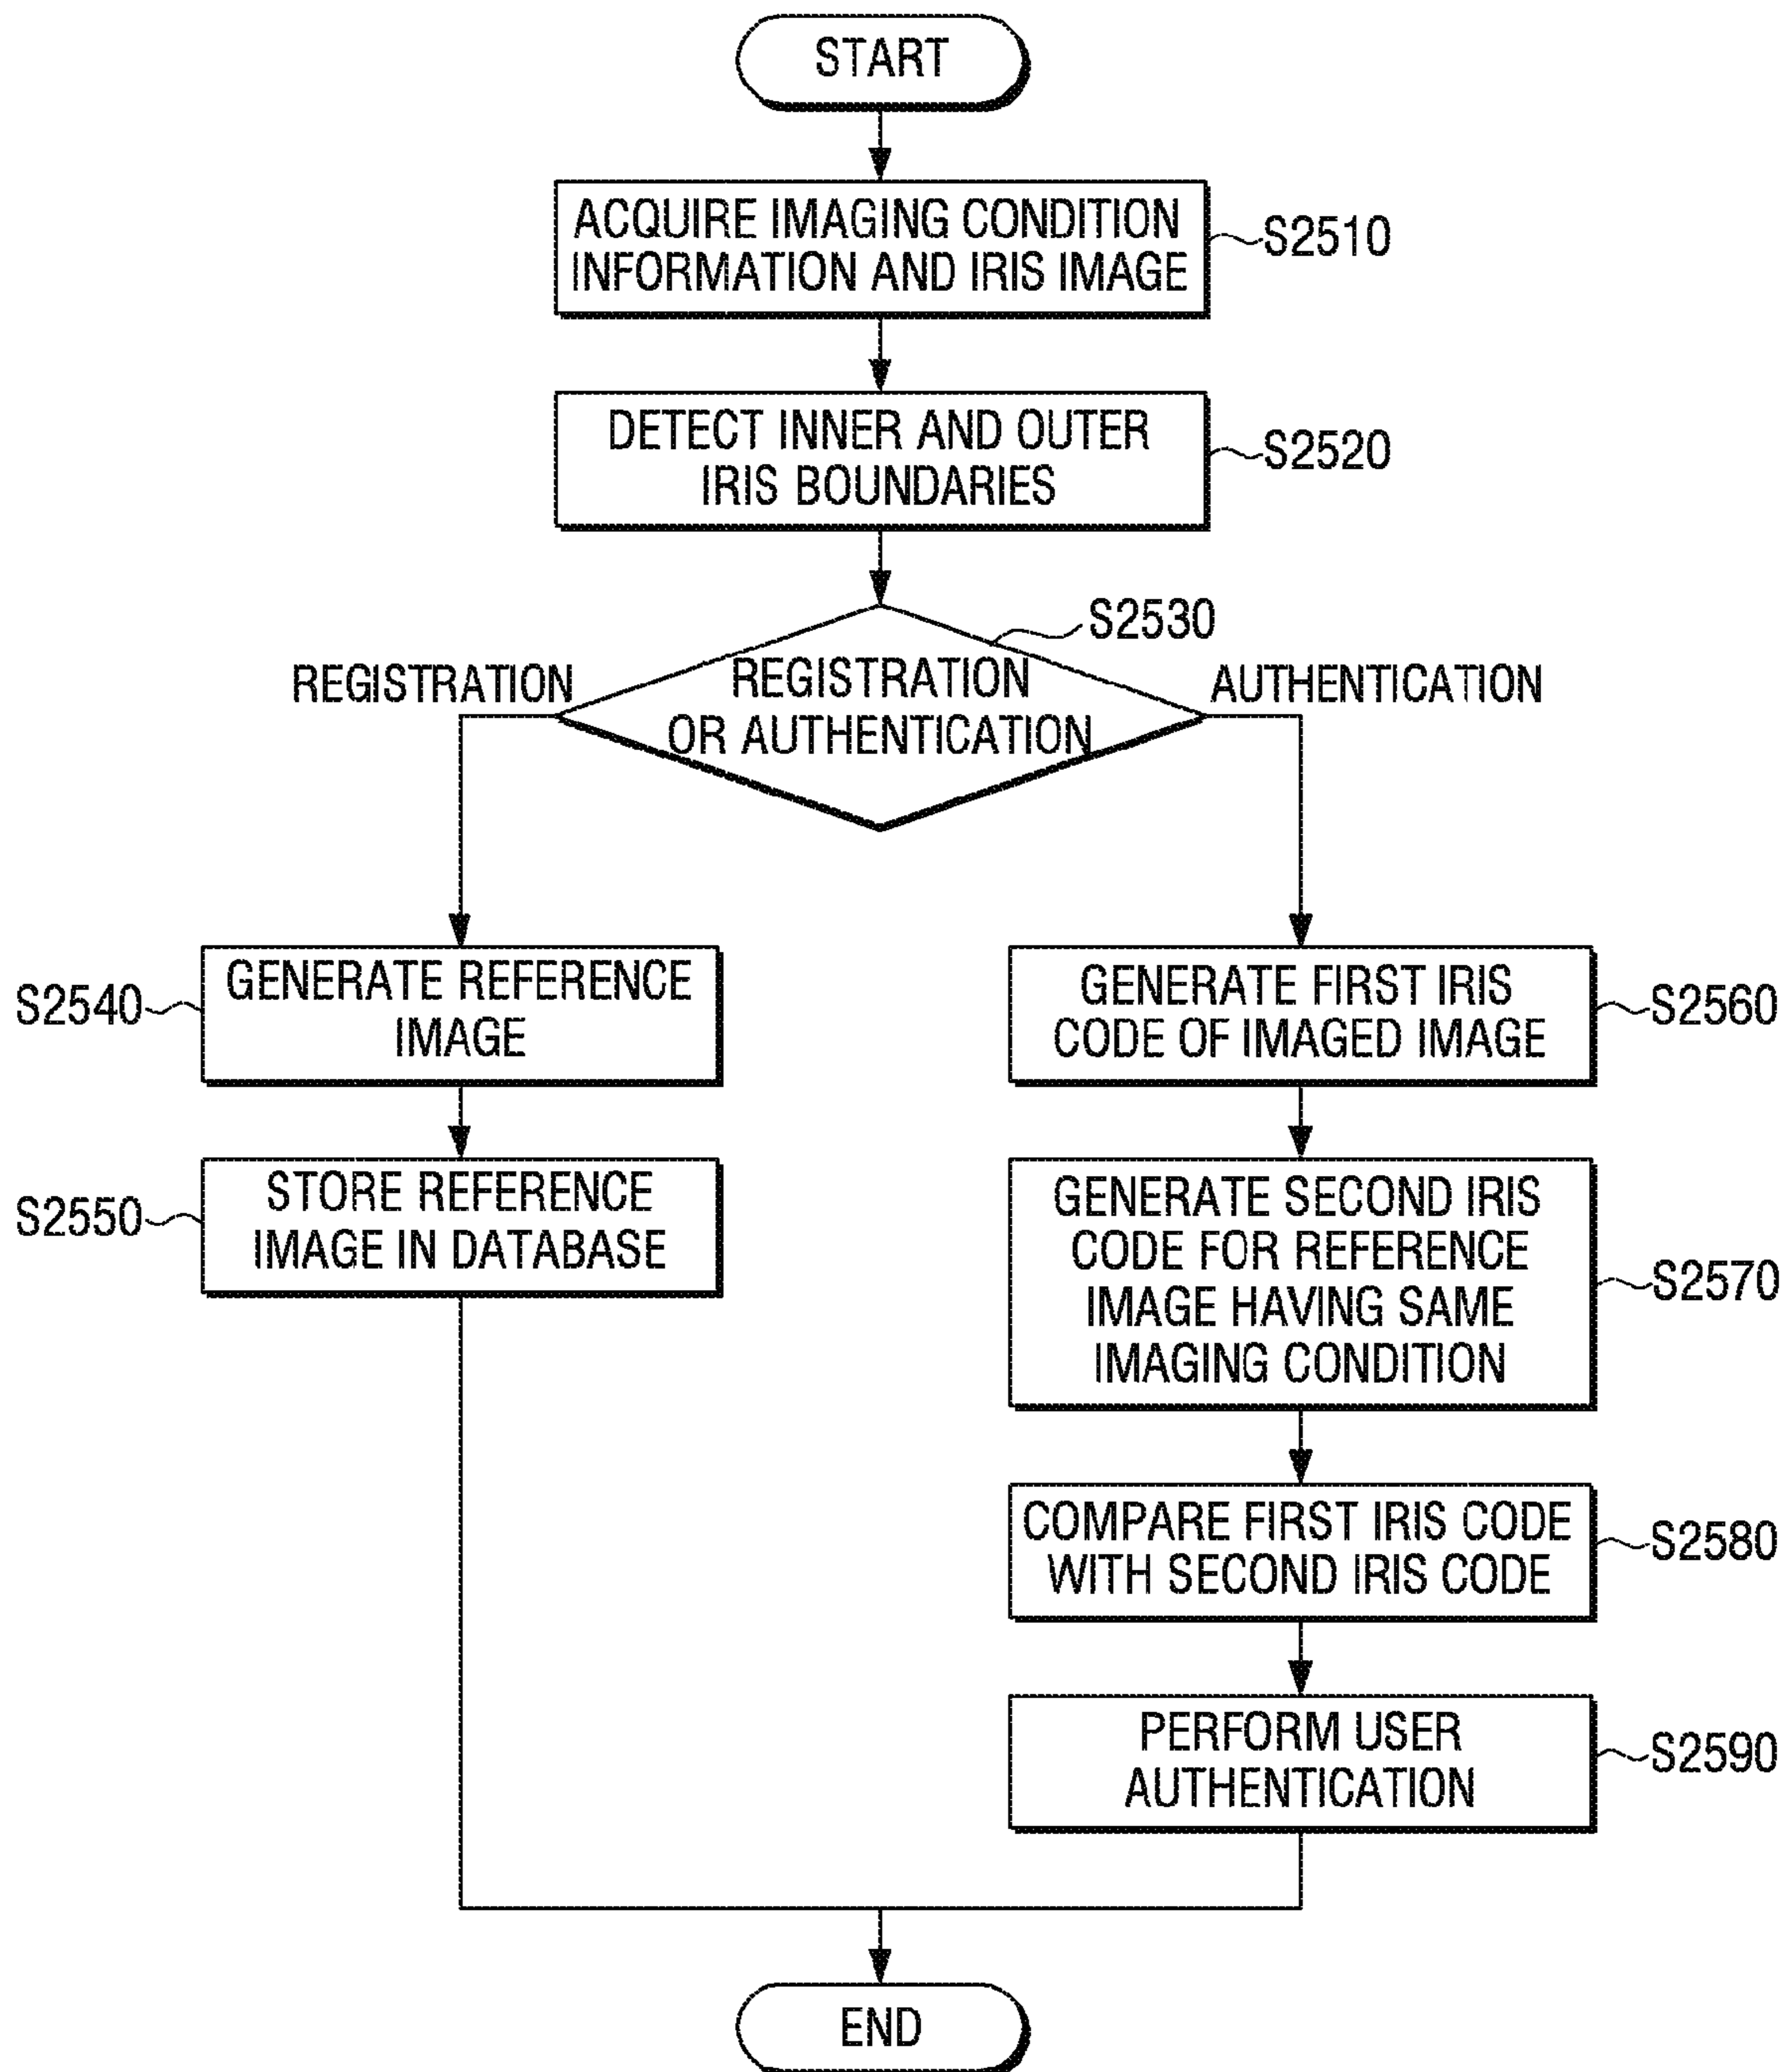 START
ACQUIRE IMAGING CONDITION
INFORMATION AND IRIS IMAGE
S2510
DETECT INNER AND OUTER
IRIS BOUNDARIES
S2520
S2530
REGISTRATION
REGISTRATION
OR AUTHENTICATION
AUTHENTICATION
S2540
GENERATE REFERENCE
IMAGE
S2550
STORE REFERENCE
IMAGE IN DATABASE
GENERATE FIRST IRIS
CODE OF IMAGED IMAGE
S2560
GENERATE SECOND IRIS
CODE FOR REFERENCE
IMAGE HAVING SAME
IMAGING CONDITION
S2570
COMPARE FIRST IRIS CODE
WITH SECOND IRIS CODE
S2580
PERFORM USER
AUTHENTICATION
S2590
END